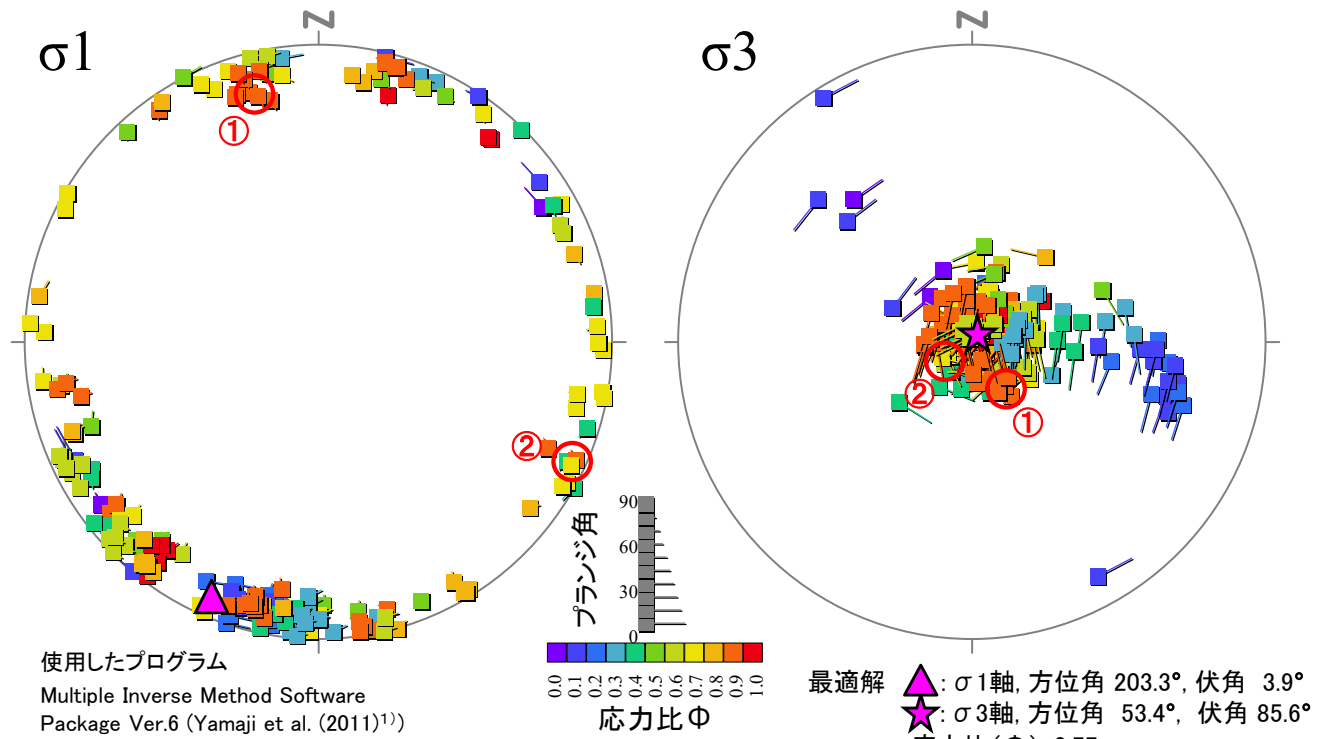 N
σ1
①
②
N
σ3
②
①
プランジ角
90
60
30
0
0.0
0.1
0.2
0.3
0.4
0.5
0.6
0.7
0.8
0.9
1.0
応力比Φ
使用したプログラム
Multiple Inverse Method Software
Package Ver.6 (Yamaji et al. (2011)1))
最適解 : σ1軸, 方位角 203.3°, 伏角 3.9°
: σ3軸, 方位角 53.4°, 伏角 85.6°